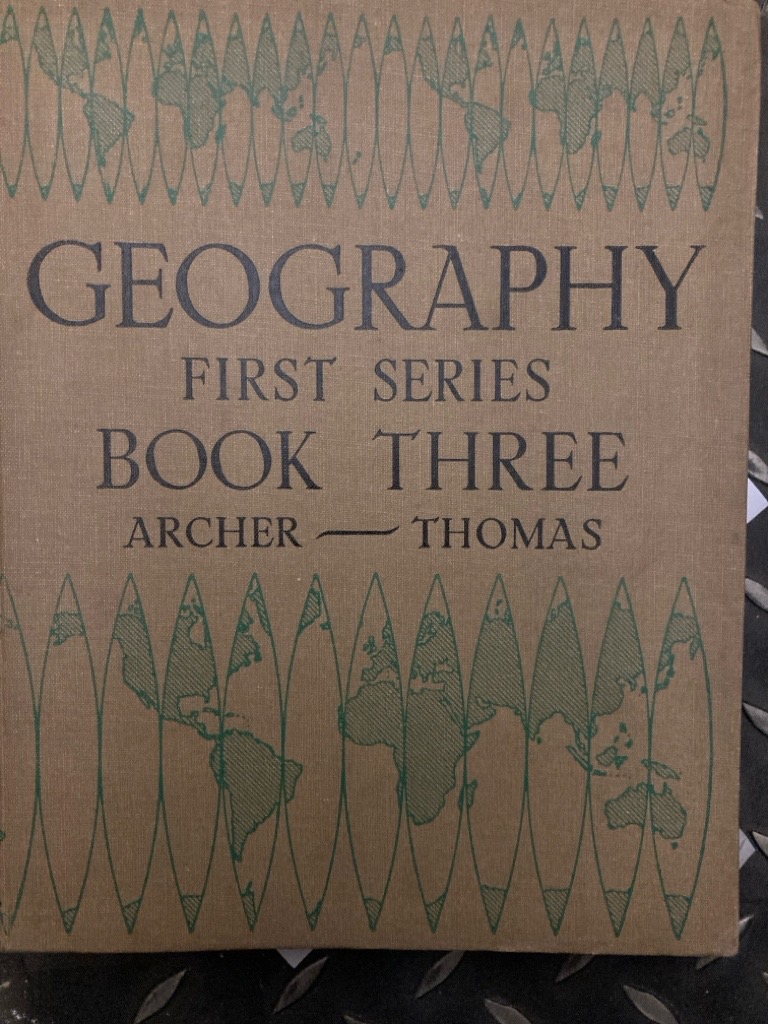 GEOGRAPHY
FIRST SERIES
BOOK THREE
ARCHER — THOMAS